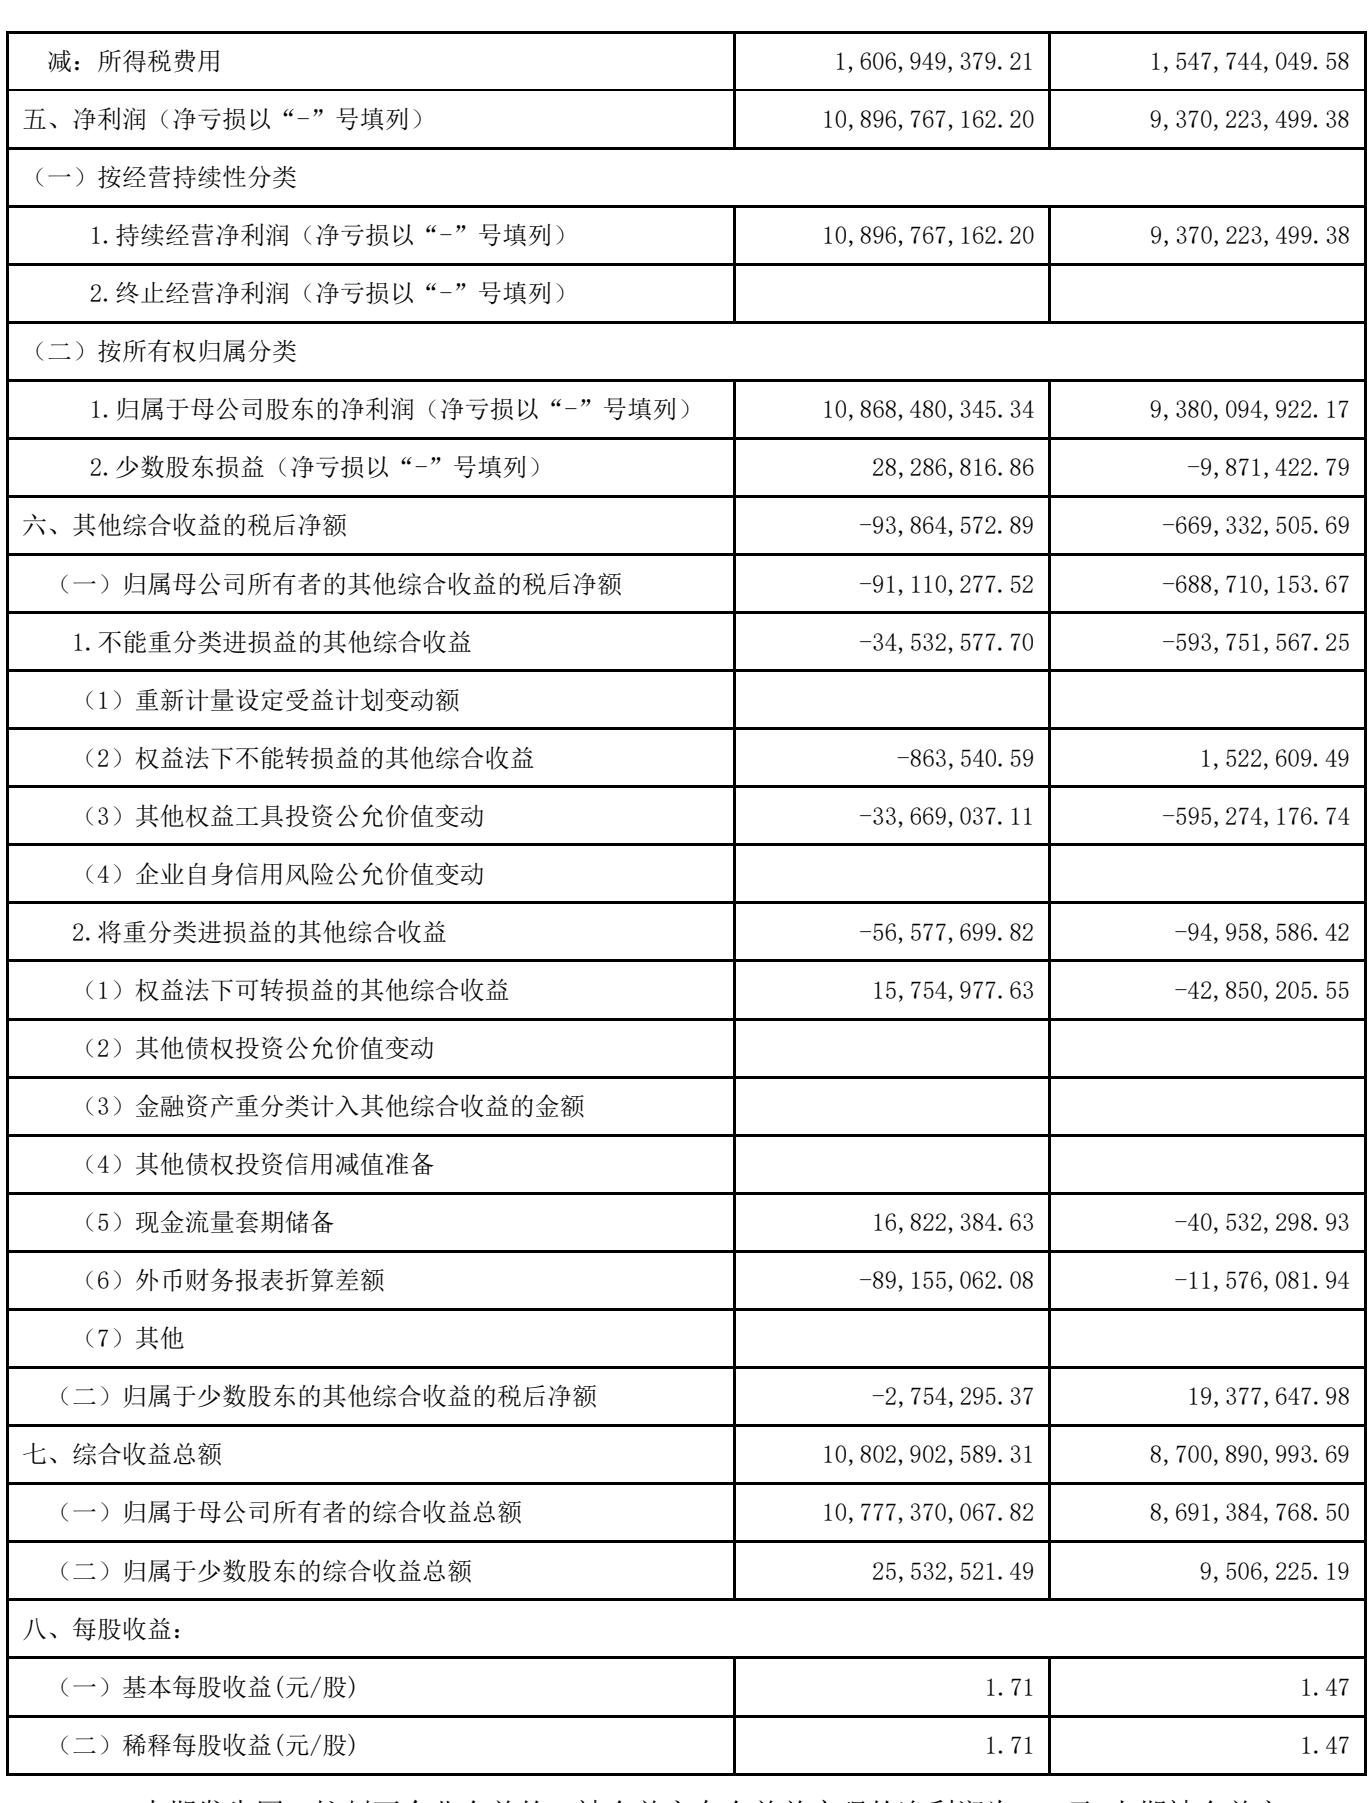 减：所得税费用 1,606,949,379.21 1,547,744,049.58
五、净利润（净亏损以“-”号填列） 10,896,767,162.20 9,370,223,499.38
（一）按经营持续性分类
1.持续经营净利润（净亏损以“-”号填列） 10,896,767,162.20 9,370,223,499.38
2.终止经营净利润（净亏损以“-”号填列）
（二）按所有权归属分类
1.归属于母公司股东的净利润（净亏损以“-”号填列） 10,868,480,345.34 9,380,094,922.17
2.少数股东损益（净亏损以“-”号填列） 28,286,816.86 -9,871,422.79
六、其他综合收益的税后净额 -93,864,572.89 -669,332,505.69
（一）归属母公司所有者的其他综合收益的税后净额 -91,110,277.52 -688,710,153.67
1.不能重分类进损益的其他综合收益 -34,532,577.70 -593,751,567.25
（1）重新计量设定受益计划变动额
（2）权益法下不能转损益的其他综合收益 -863,540.59 1,522,609.49
（3）其他权益工具投资公允价值变动 -33,669,037.11 -595,274,176.74
（4）企业自身信用风险公允价值变动
2.将重分类进损益的其他综合收益 -56,577,699.82 -94,958,586.42
（1）权益法下可转损益的其他综合收益 15,754,977.63 -42,850,205.55
（2）其他债权投资公允价值变动
（3）金融资产重分类计入其他综合收益的金额
（4）其他债权投资信用减值准备
（5）现金流量套期储备 16,822,384.63 -40,532,298.93
（6）外币财务报表折算差额 -89,155,062.08 -11,576,081.94
（7）其他
（二）归属于少数股东的其他综合收益的税后净额 -2,754,295.37 19,377,647.98
七、综合收益总额 10,802,902,589.31 8,700,890,993.69
（一）归属于母公司所有者的综合收益总额 10,777,370,067.82 8,691,384,768.50
（二）归属于少数股东的综合收益总额 25,532,521.49 9,506,225.19
八、每股收益：
（一）基本每股收益(元/股) 1.71 1.47
（二）稀释每股收益(元/股) 1.71 1.47